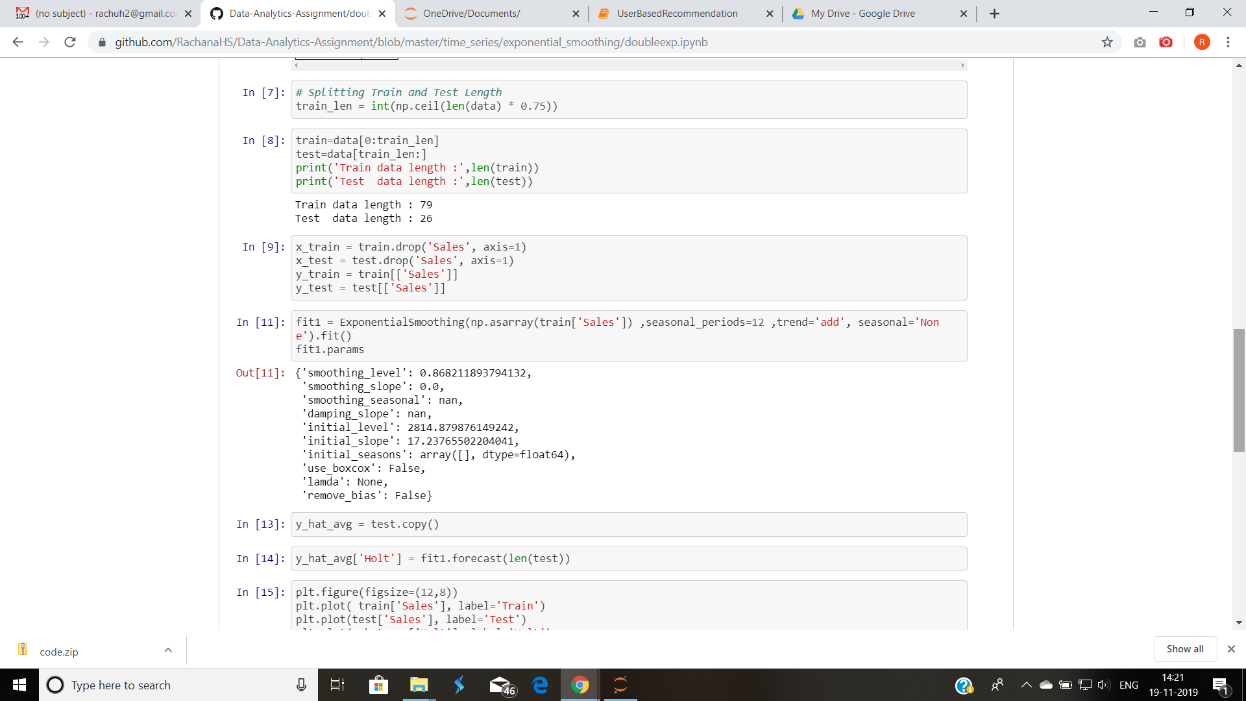 (no subject) - rachuh2@gmail.co
Data-Analytics-Assignment/doub
OneDrive/Documents/
UserBasedRecommendation
My Drive - Google Drive
github.com/RachanaHS/Data-Analytics-Assignment/blob/master/time_series/exponential_smoothing/doubleexp.ipynb
R
In [7]: # Splitting Train and Test Length
train_len = int(np.ceil(len(data) * 0.75))
In [8]: train=data[0:train_len]
test=data[train_len:]
print('Train data length :',len(train))
print('Test  data length :',len(test))
Train data length : 79
Test  data length : 26
In [9]: x_train = train.drop('Sales', axis=1)
x_test = test.drop('Sales', axis=1)
y_train = train[['Sales']]
y_test = test[['Sales']]
In [11]: fit1 = ExponentialSmoothing(np.asarray(train['Sales']) ,seasonal_periods=12 ,trend='add', seasonal='Non
e').fit()
fit1.params
Out[11]: {'smoothing_level': 0.868211893794132,
'smoothing_slope': 0.0,
'smoothing_seasonal': nan,
'damping_slope': nan,
'initial_level': 2814.879876149242,
'initial_slope': 17.23765502204041,
'initial_seasons': array([], dtype=float64),
'use_boxcox': False,
'lamda': None,
'remove_bias': False}
In [13]: y_hat_avg = test.copy()
In [14]: y_hat_avg['Holt'] = fit1.forecast(len(test))
In [15]: plt.figure(figsize=(12,8))
plt.plot( train['Sales'], label='Train')
plt.plot(test['Sales'], label='Test')
code.zip
Show all
Type here to search
46
ENG
14:21
19-11-2019
1